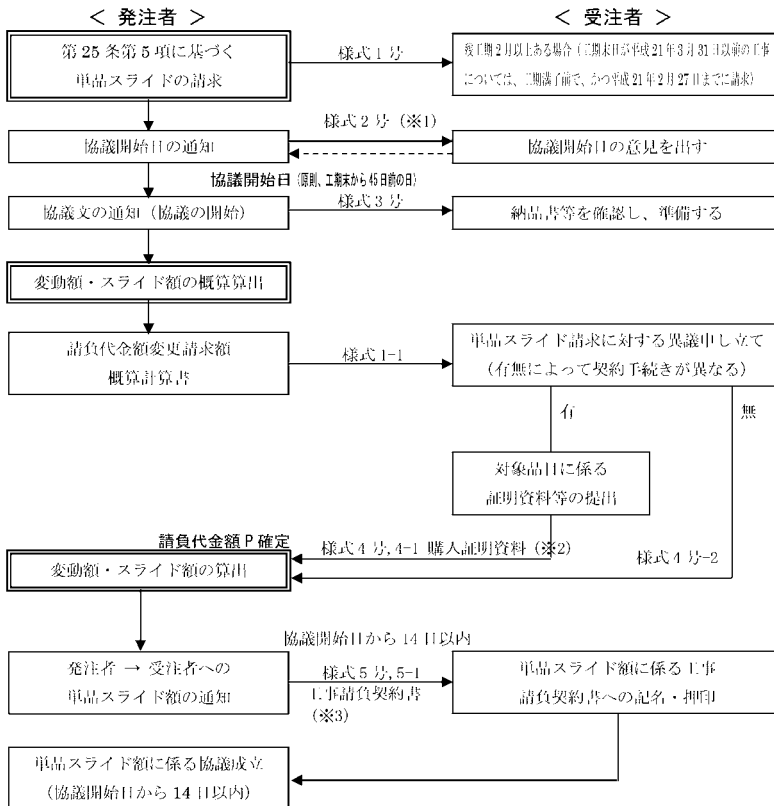 ＜ 発注者 ＞
＜ 受注者 ＞
第 25 条第 5 項に基づく
単品スライドの請求
様式 1 号
残工期 2 月以上ある場合（工期末日が平成 21 年 3 月 31 日以前の工事
については、工期満了前で、かつ平成 21 年 2 月 27 日までに請求）
協議開始日の通知
様式 2 号（※1）
協議開始日の意見を出す
協議開始日（原則、工期末から 45 日前の日）
協議文の通知（協議の開始）
様式 3 号
納品書等を確認し、準備する
変動額・スライド額の概算算出
請負代金額変更請求額
概算計算書
様式 1-1
単品スライド請求に対する異議申し立て
（有無によって契約手続きが異なる）
有
無
対象品目に係る
証明資料等の提出
請負代金額 P 確定
様式 4 号, 4-1 購入証明資料（※2）
様式 4 号-2
変動額・スライド額の算出
協議開始日から 14 日以内
発注者 → 受注者への
単品スライド額の通知
様式 5 号, 5-1
工事請負契約書
（※3）
単品スライド額に係る工事
請負契約書への記名・押印
単品スライド額に係る協議成立
（協議開始日から 14 日以内）